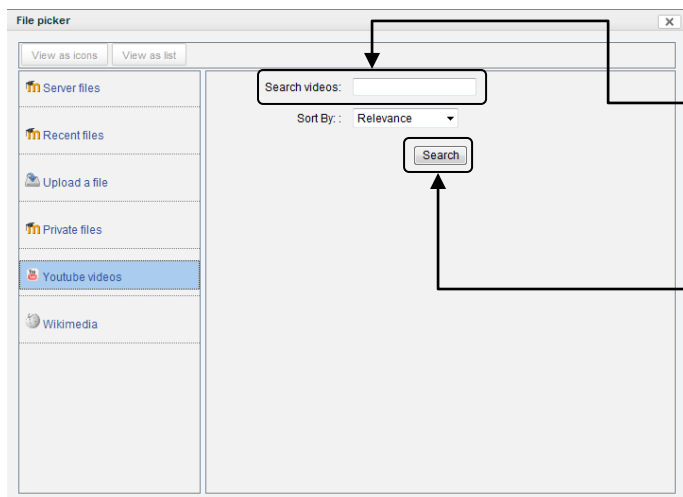 File picker
View as icons View as list
Server files
Recent files
Upload a file
Private files
Youtube videos
Wikimedia
Search videos:
Sort By: : Relevance
Search